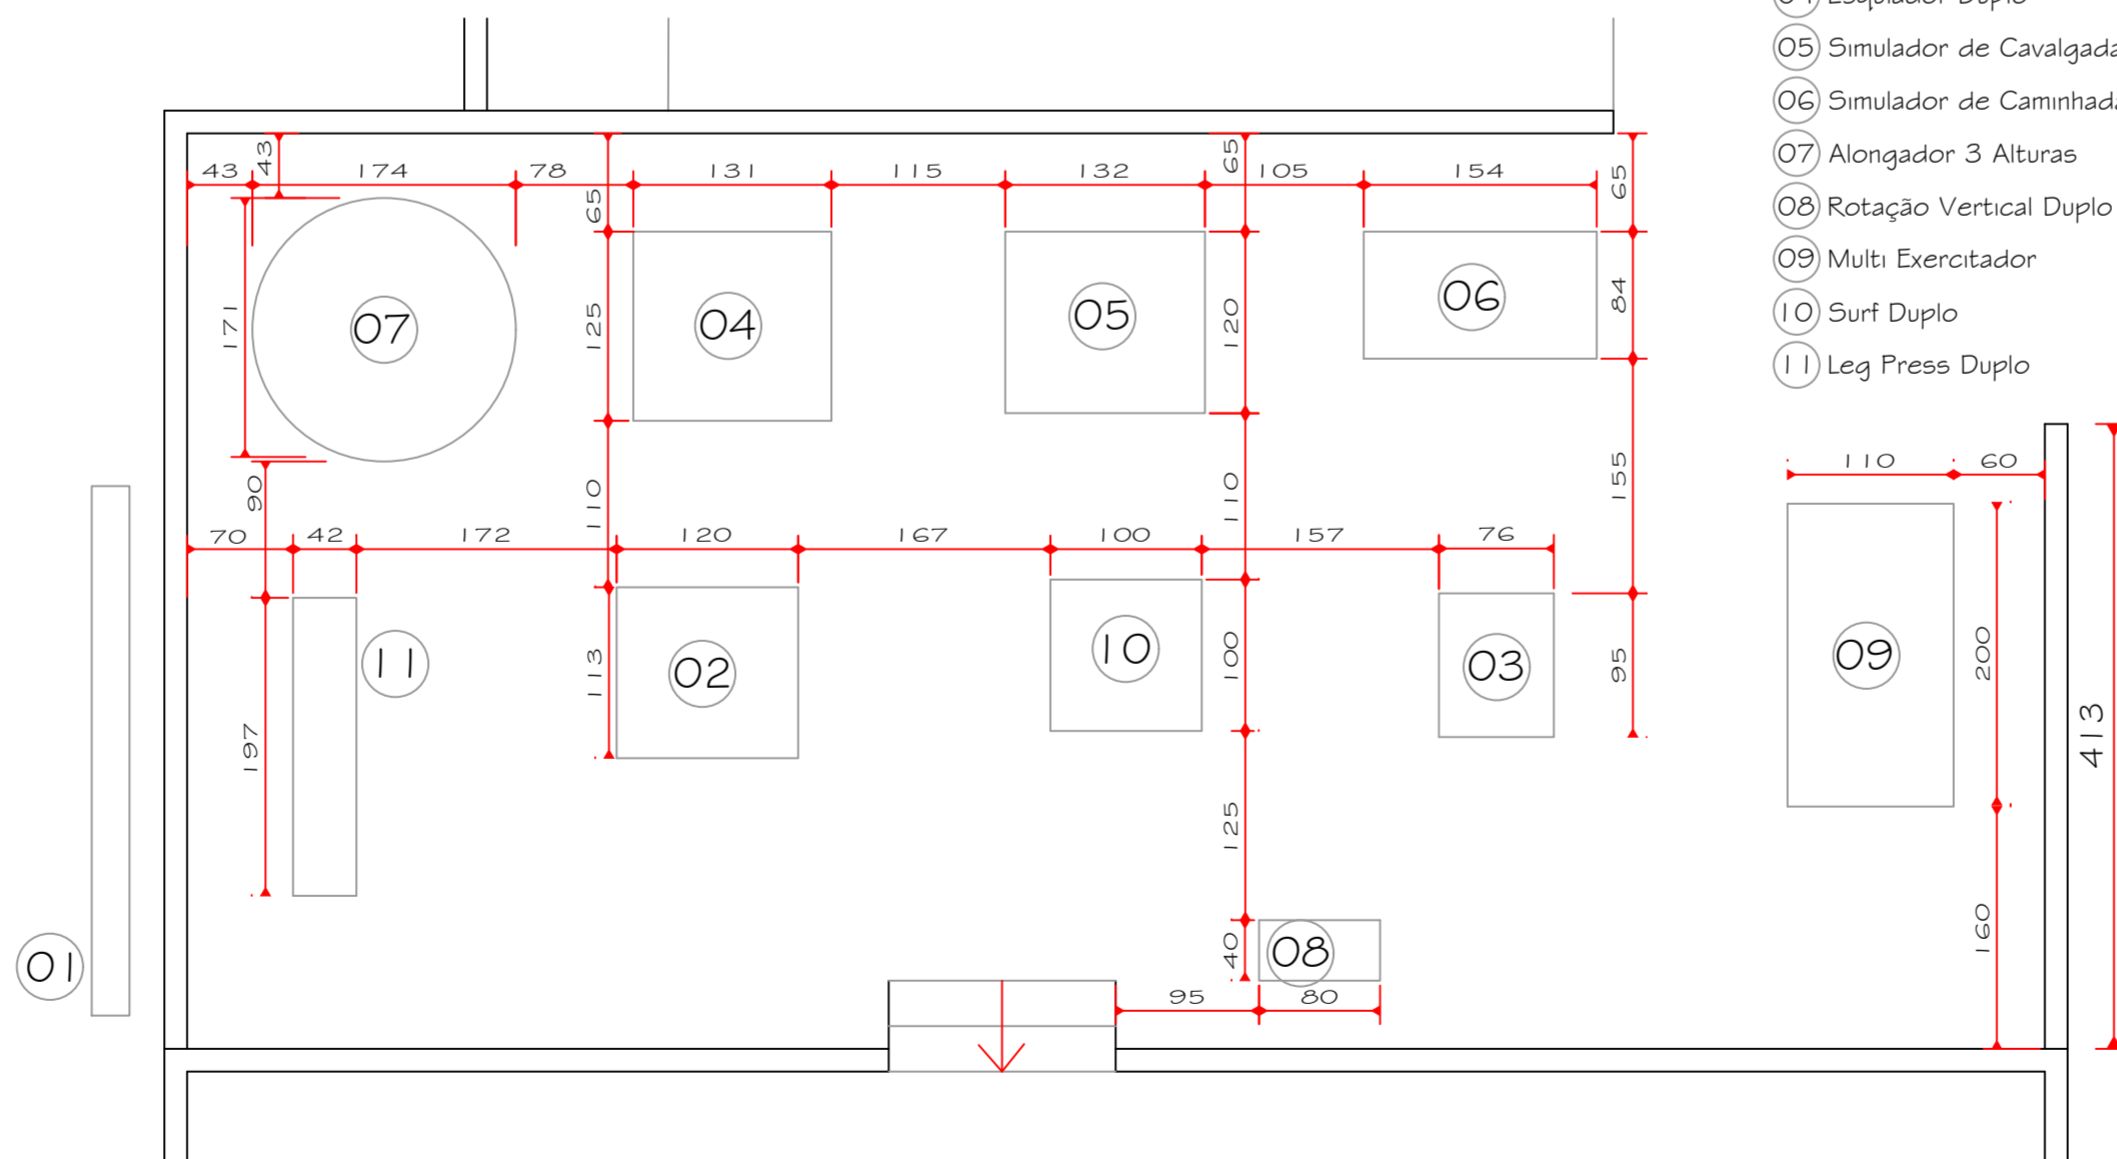 04 Esquiador Duplo
05 Simulador de Cavalgada
06 Simulador de Caminhada
07 Alongador 3 Alturas
08 Rotação Vertical Duplo
09 Multi Exercitador
10 Surf Duplo
11 Leg Press Duplo
43 43 174 78 65 131 115 132 65 105 154 65
171 07 125 04 05 120 06 84
90 110 110 155 110 60
70 42 172 120 167 100 157 76
197 11 113 02 10 100 03 95 09 200 413
125
01 40 08 160
95 80